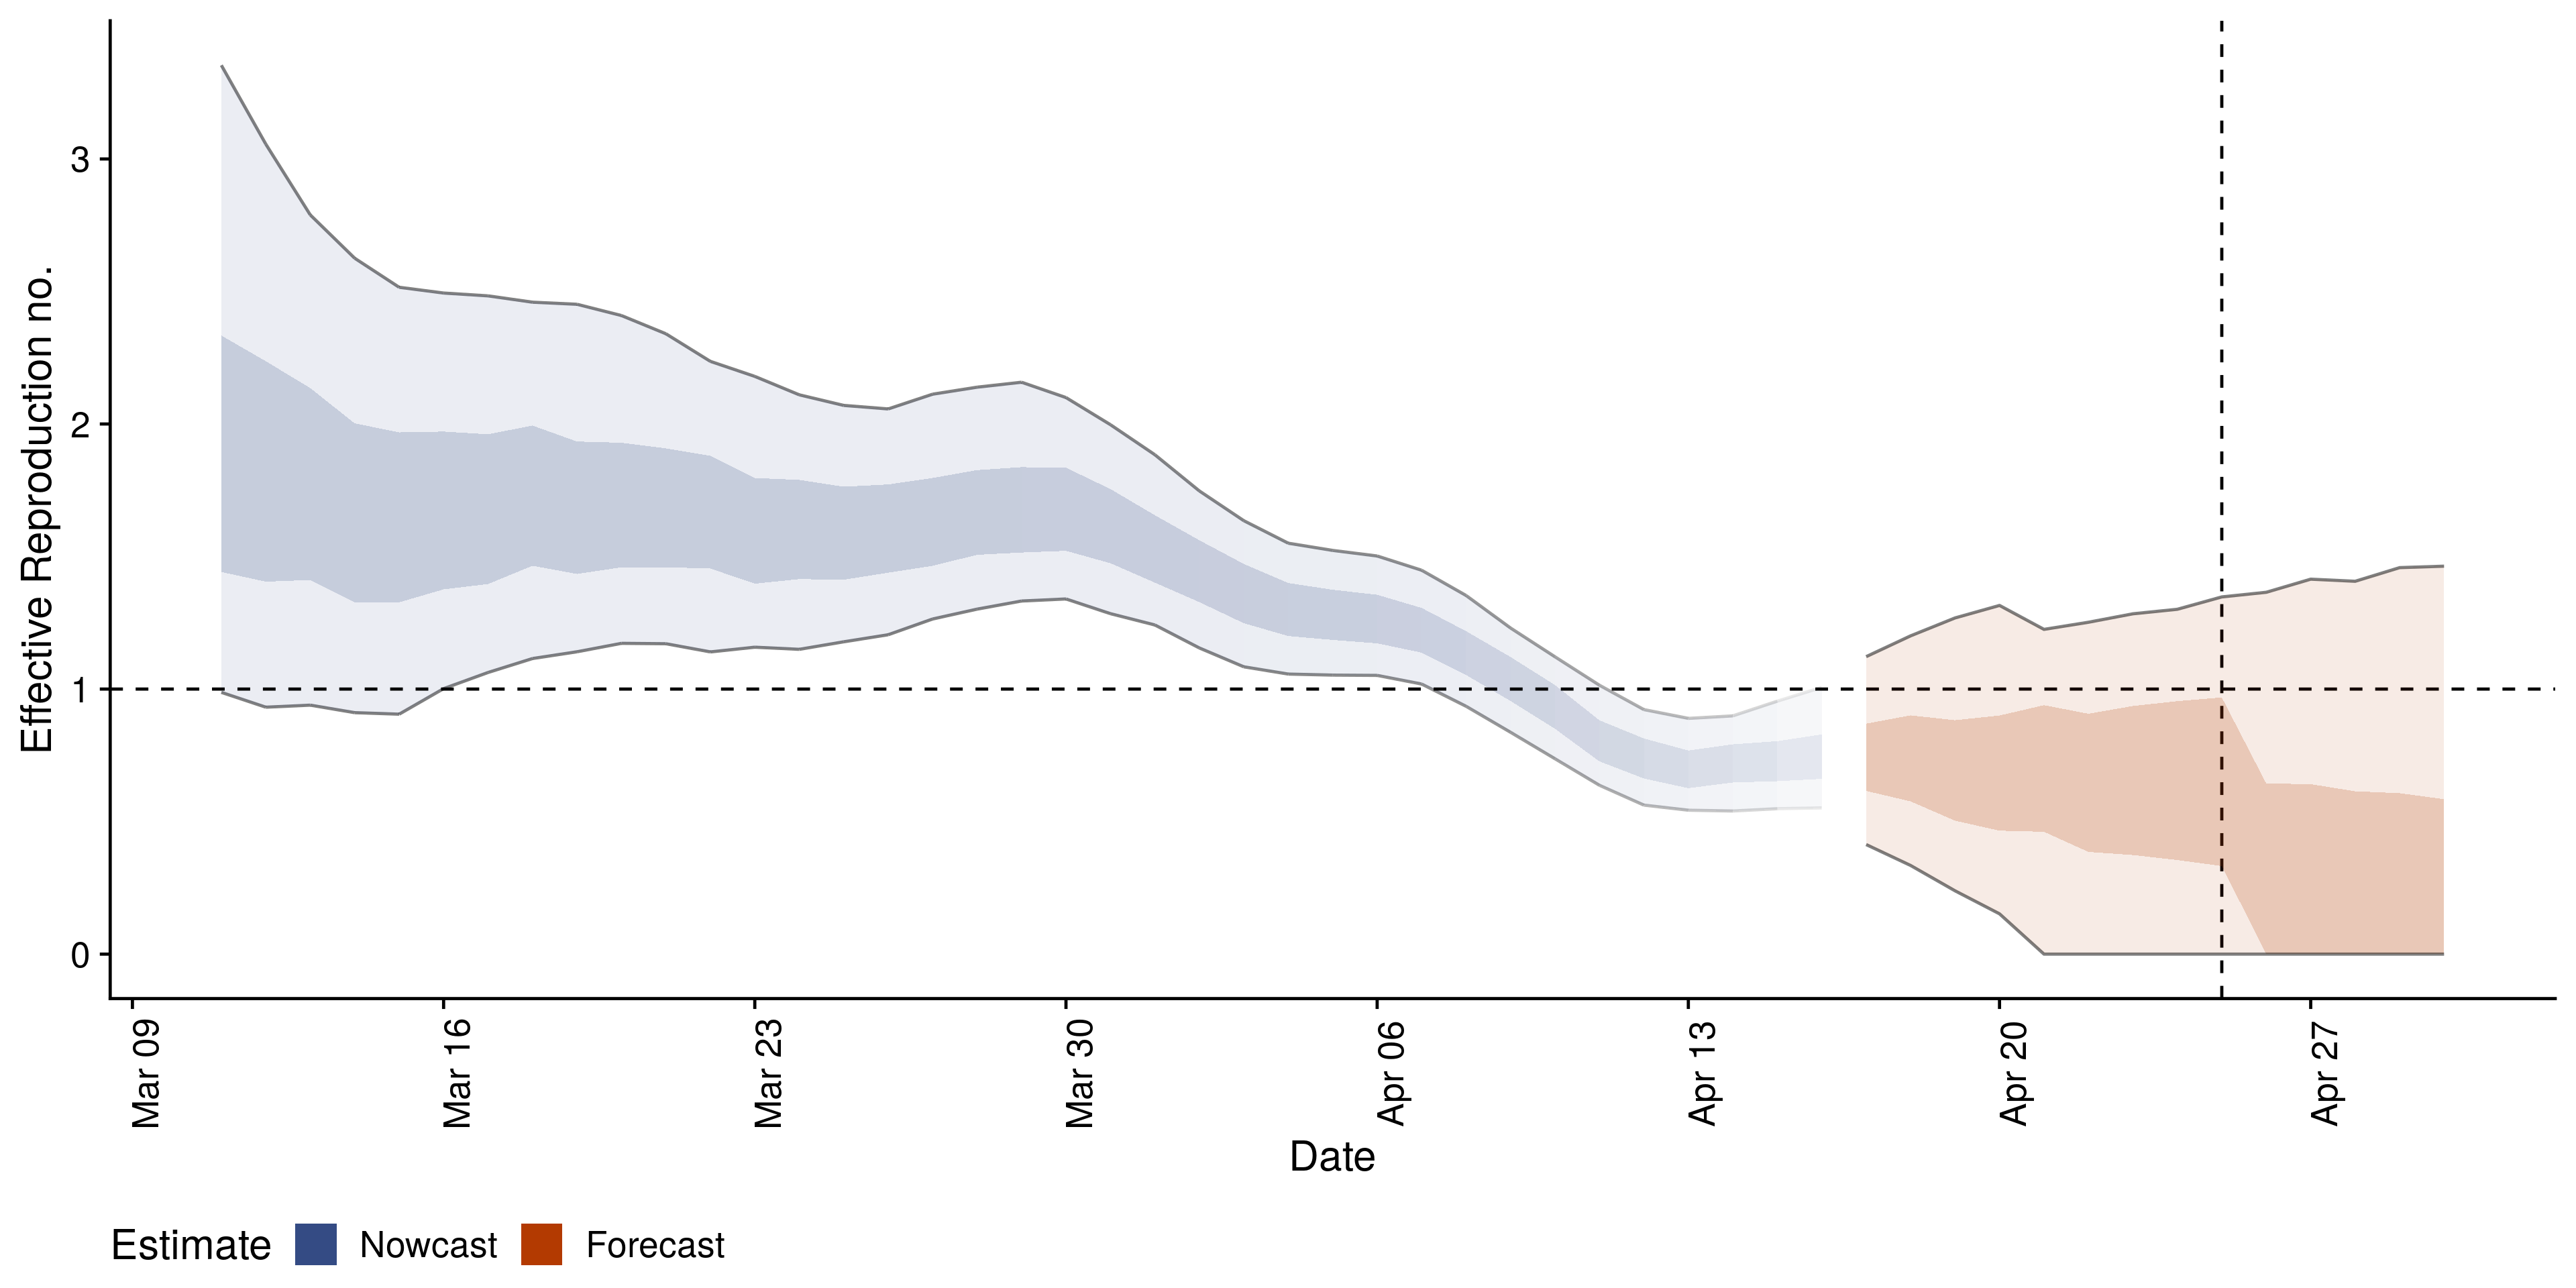 Effective Reproduction no.
3
2
1
0
Mar 09
Mar 16
Mar 23
Mar 30
Apr 06
Apr 13
Apr 20
Apr 27
Date
Estimate Nowcast Forecast